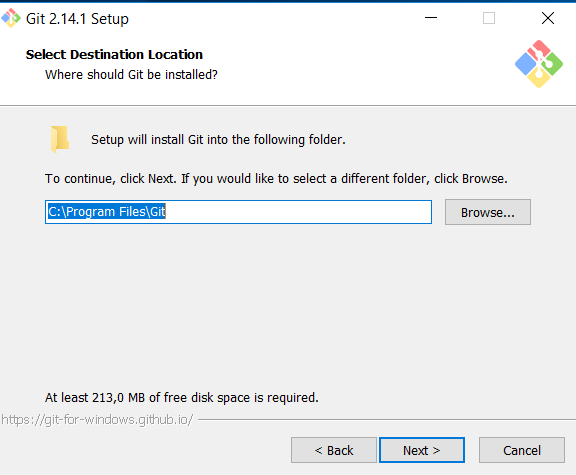 Git 2.14.1 Setup
Select Destination Location
Where should Git be installed?
Setup will install Git into the following folder.
To continue, click Next. If you would like to select a different folder, click Browse.
C:\Program Files\Git
Browse...
At least 213,0 MB of free disk space is required.
https://git-for-windows.github.io/
< Back
Next >
Cancel